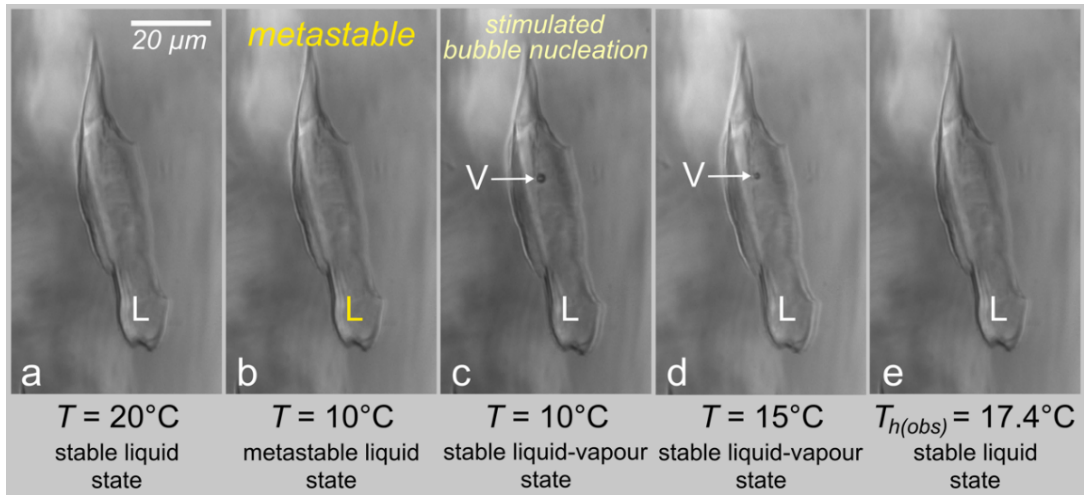 20 µm
metastable
stimulated
bubble nucleation
V
V
L
L
L
L
L
a
b
c
d
e
T = 20°C
stable liquid
state
T = 10°C
metastable liquid
state
T = 10°C
stable liquid-vapour
state
T = 15°C
stable liquid-vapour
state
Th(obs) = 17.4°C
stable liquid
state